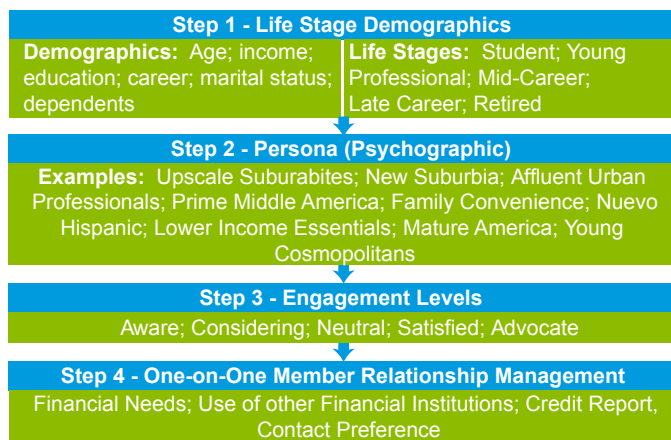 Step 1 - Life Stage Demographics
Demographics: Age; income;
education; career; marital status;
dependents
Life Stages: Student; Young
Professional; Mid-Career;
Late Career; Retired
Step 2 - Persona (Psychographic)
Examples: Upscale Suburabites; New Suburbia; Affluent Urban
Professionals; Prime Middle America; Family Convenience; Nuevo
Hispanic; Lower Income Essentials; Mature America; Young
Cosmopolitans
Step 3 - Engagement Levels
Aware; Considering; Neutral; Satisfied; Advocate
Step 4 - One-on-One Member Relationship Management
Financial Needs; Use of other Financial Institutions; Credit Report,
Contact Preference